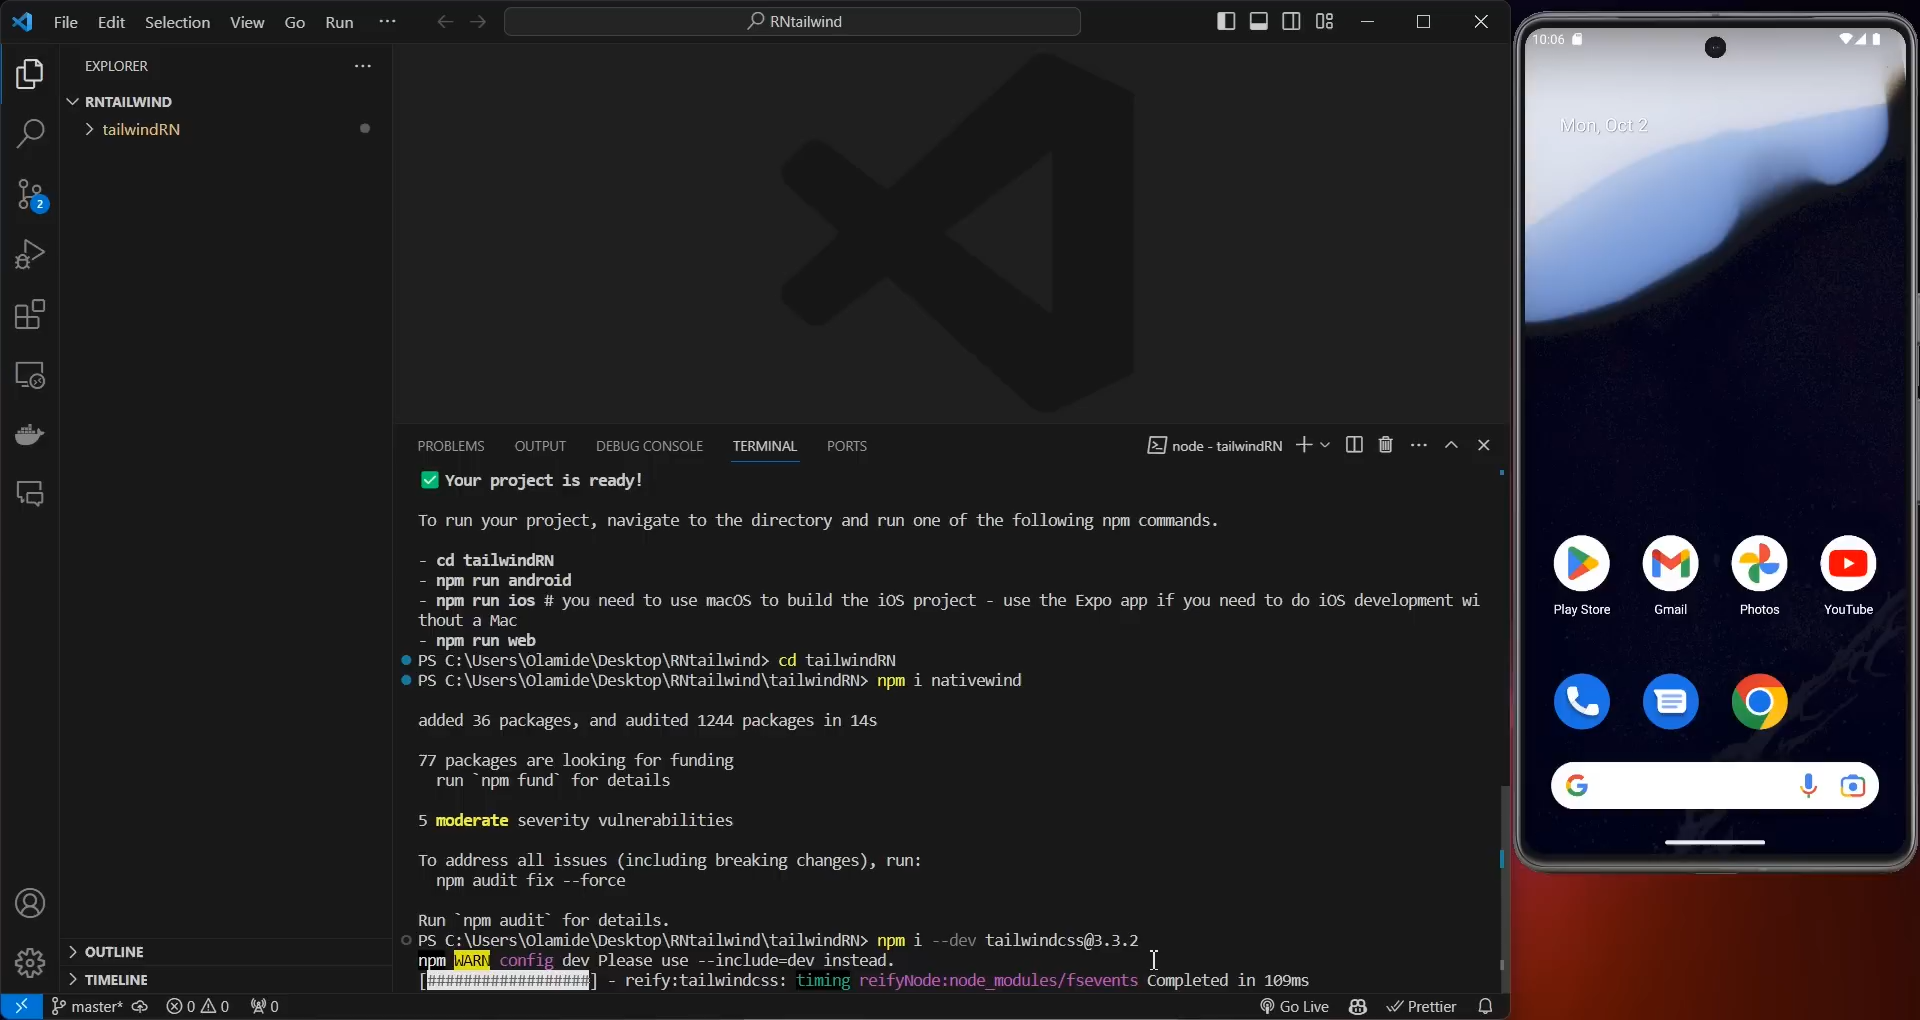 File Edit Selection View Go Run ···
RNtailwind
EXPLORER
RNTAILWIND
tailwindRN
2
PROBLEMS OUTPUT DEBUG CONSOLE TERMINAL PORTS
node - tailwindRN
Your project is ready!
To run your project, navigate to the directory and run one of the following npm commands.
- cd tailwindRN
- npm run android
- npm run ios # you need to use macOS to build the iOS project - use the Expo app if you need to do iOS development wi
thout a Mac
- npm run web
PS C:\Users\Olamide\Desktop\RNtailwind> cd tailwindRN
PS C:\Users\Olamide\Desktop\RNtailwind\tailwindRN> npm i nativewind
added 36 packages, and audited 1244 packages in 14s
77 packages are looking for funding
run `npm fund` for details
5 moderate severity vulnerabilities
To address all issues (including breaking changes), run:
npm audit fix --force
Run `npm audit` for details.
PS C:\Users\Olamide\Desktop\RNtailwind\tailwindRN> npm i --dev tailwindcss@3.3.2
npm WARN config dev Please use --include=dev instead.
[##################] - reify:tailwindcss: timing reifyNode:node_modules/fsevents Completed in 109ms
OUTLINE
TIMELINE
master* 0 0 0
Go Live Prettier
10:06
Mon, Oct 2
Play Store Gmail Photos YouTube